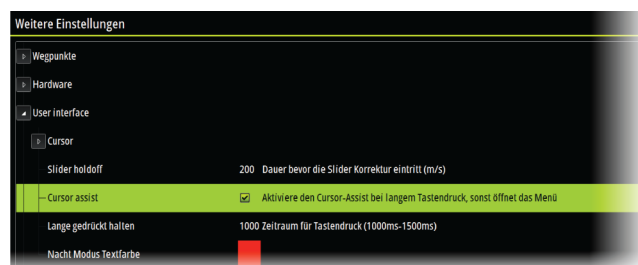 Weitere Einstellungen
Wegpunkte
Hardware
User interface
Cursor
Slider holdoff 200 Dauer bevor die Slider Korrektur eintritt (m/s)
Cursor assist Aktiviere den Cursor-Assist bei langem Tastendruck, sonst öffnet das Menü
Lange gedrückt halten 1000 Zeitraum für Tastendruck (1000ms-1500ms)
Nacht Modus Textfarbe